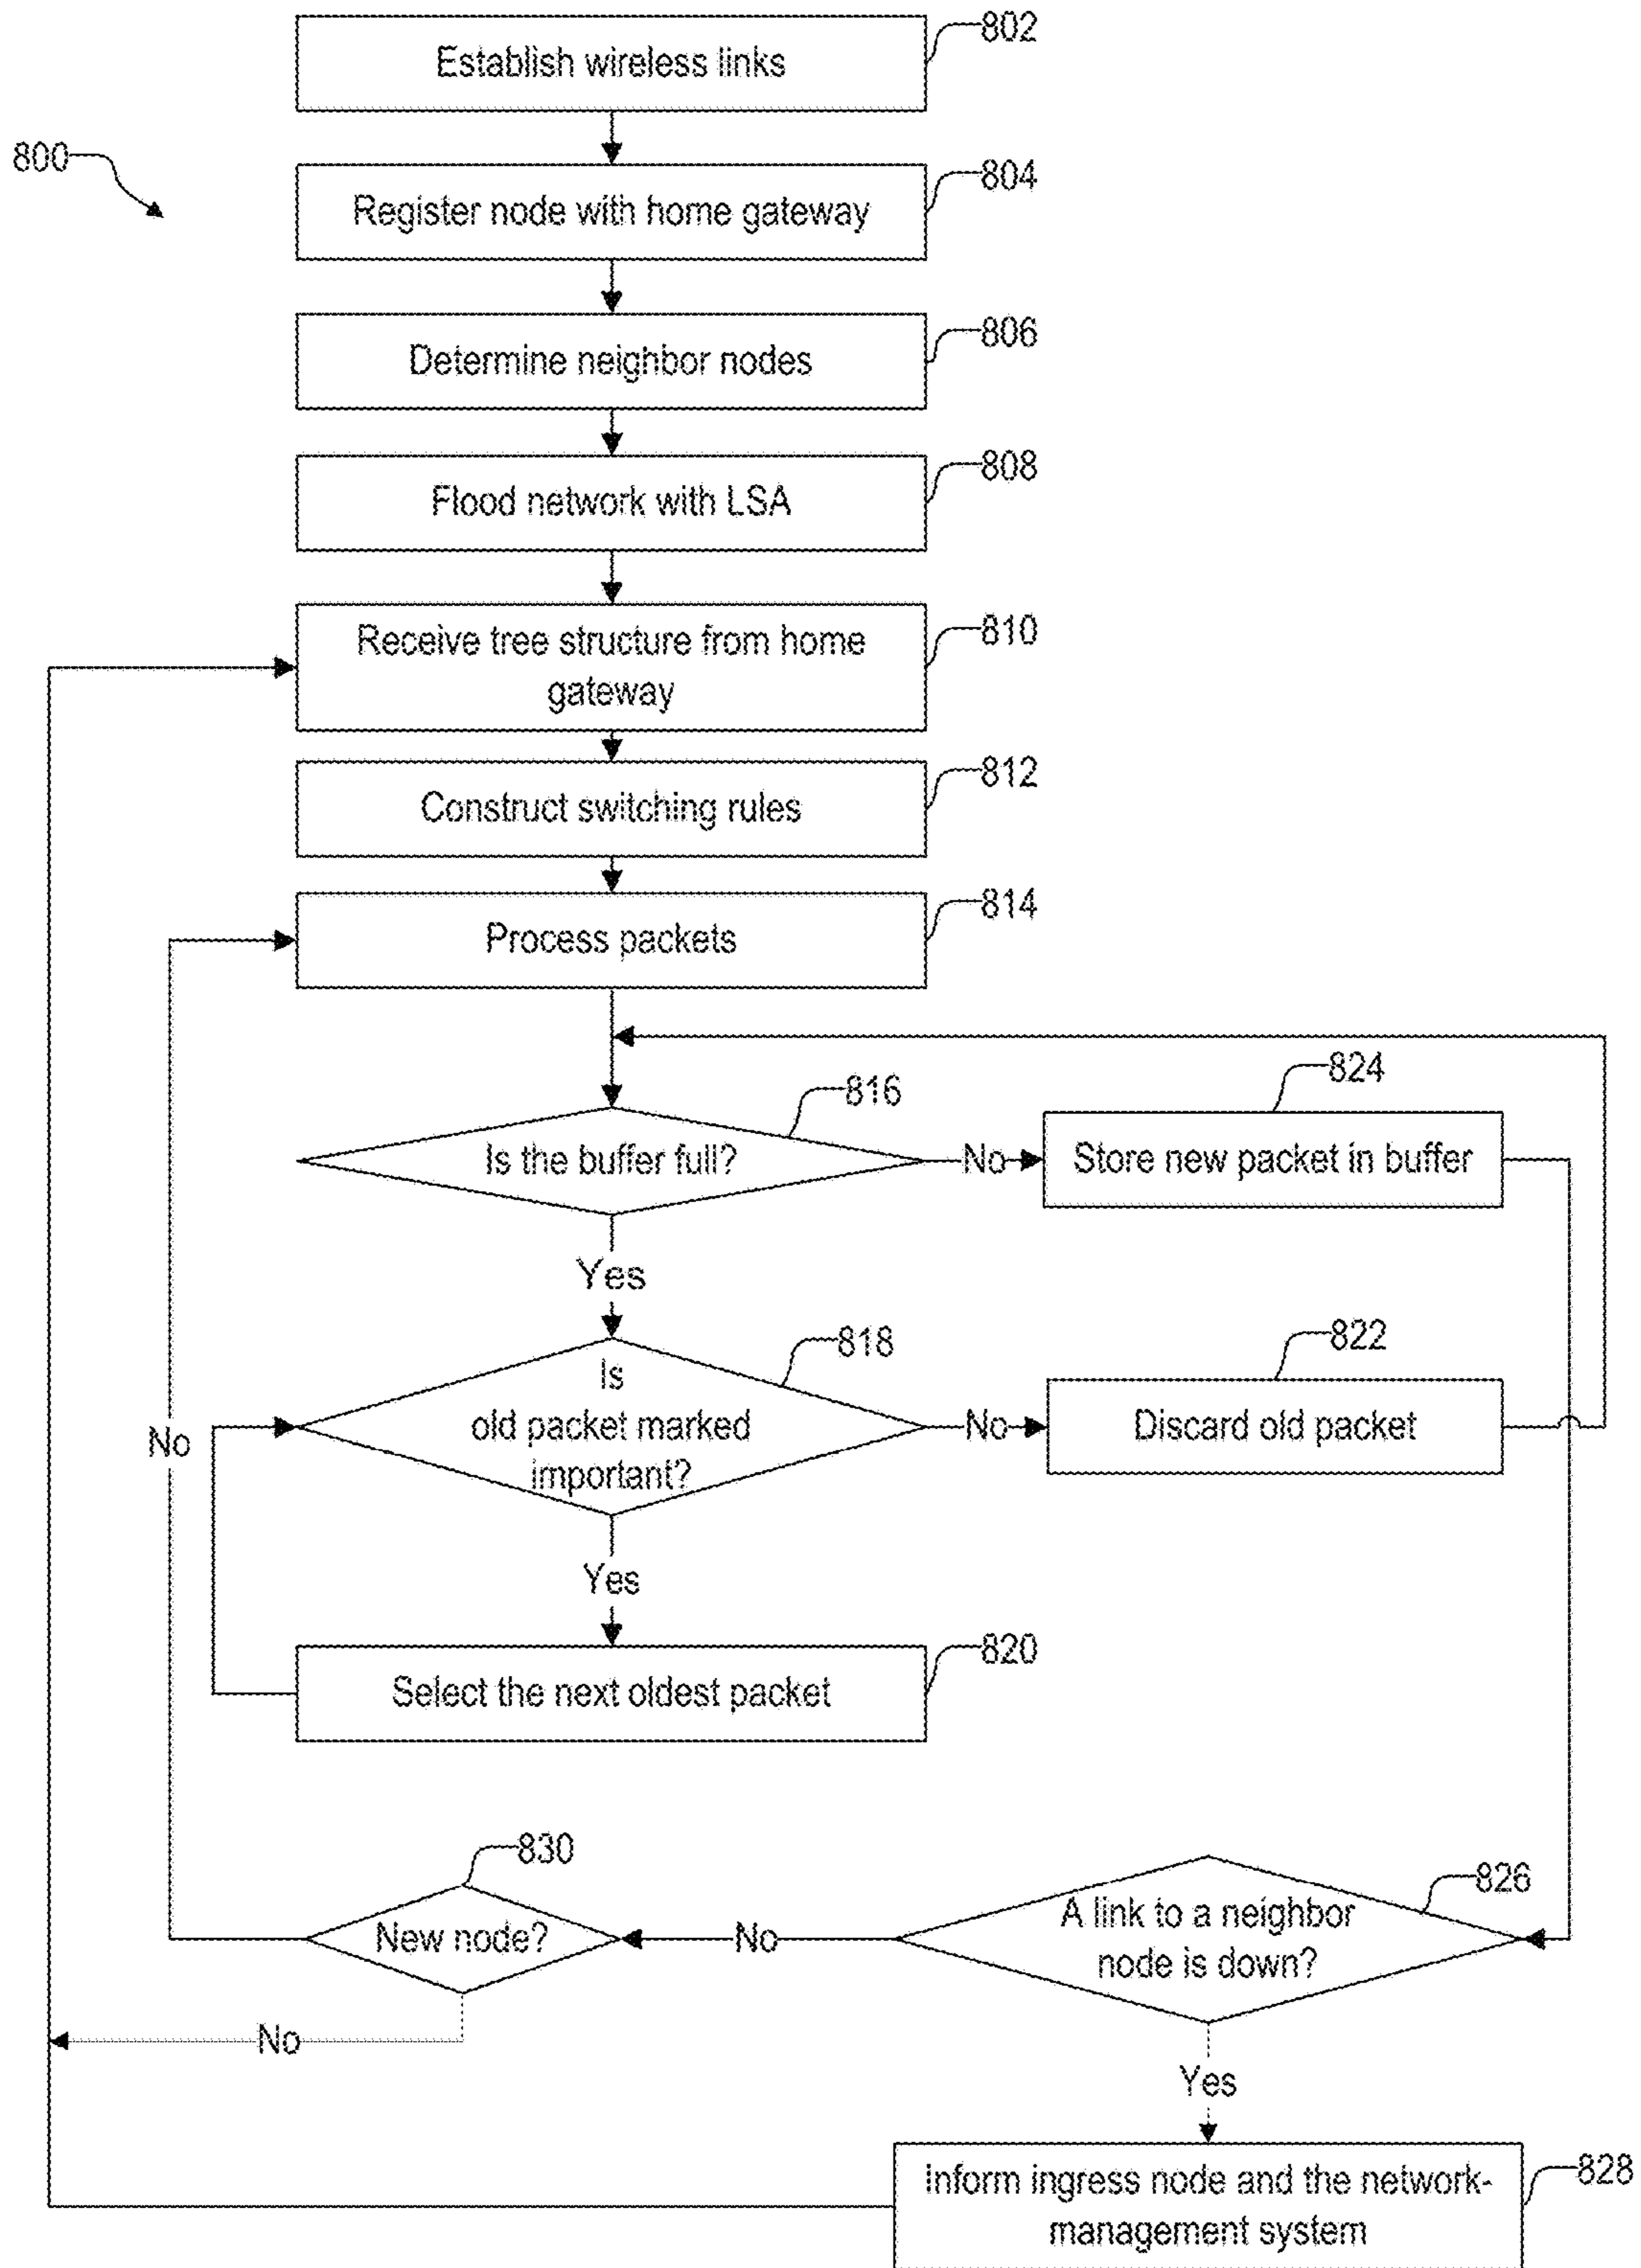 802
Establish wireless links
800
804
Register node with home gateway
806
Determine neighbor nodes
808
Flood network with LSA
810
Receive tree structure from home
gateway
812
Construct switching rules
814
Process packets
816
824
Is the buffer full?
No
Store new packet in buffer
Yes
818
822
Is
old packet marked
important?
No
Discard old packet
No
Yes
820
Select the next oldest packet
830
826
New node?
No
A link to a neighbor
node is down?
No
Yes
828
Inform ingress node and the network-
management system